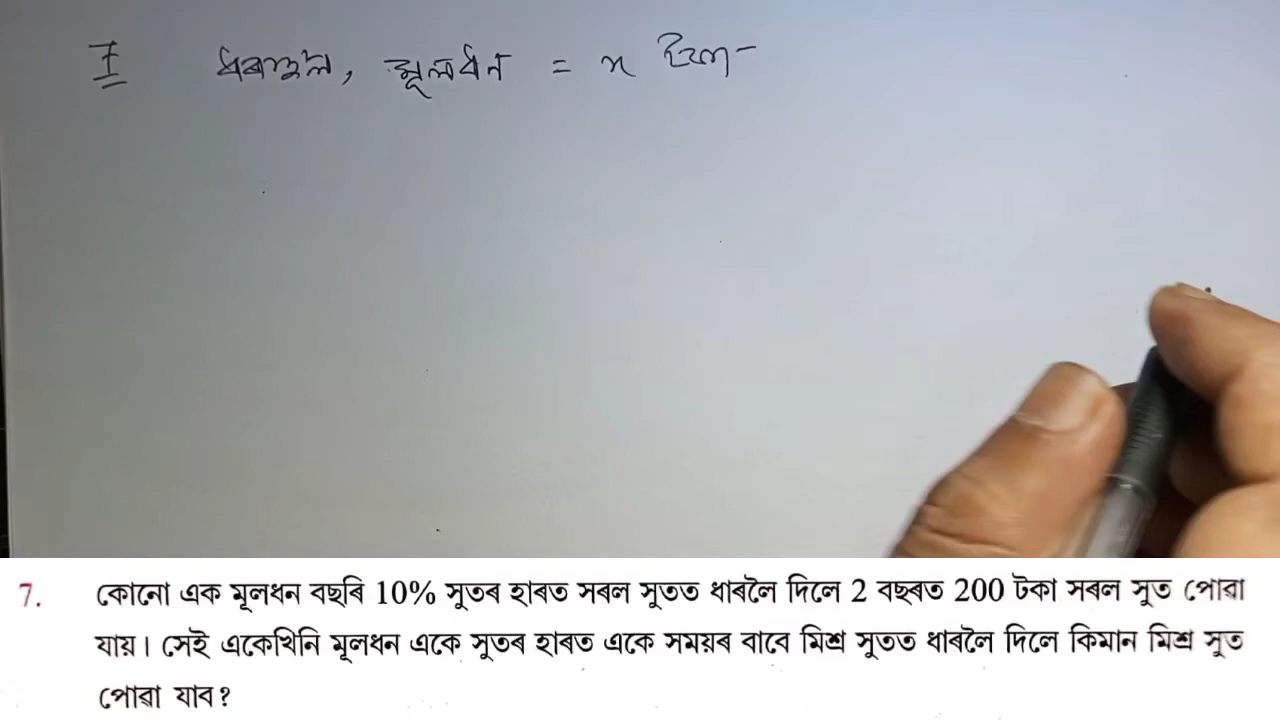 I ধৰাহ'ল, মূলধন = x টকা
7. কোনো এক মূলধন বছৰি 10% সুতৰ হাৰত সৰল সুতত ধাৰলৈ দিলে 2 বছৰত 200 টকা সৰল সুত পোৱা
যায়। সেই একেখিনি মূলধন একে সুতৰ হাৰত একে সময়ৰ বাবে মিশ্ৰ সুতত ধাৰলৈ দিলে কিমান মিশ্ৰ সুত
পোৱা যাব?